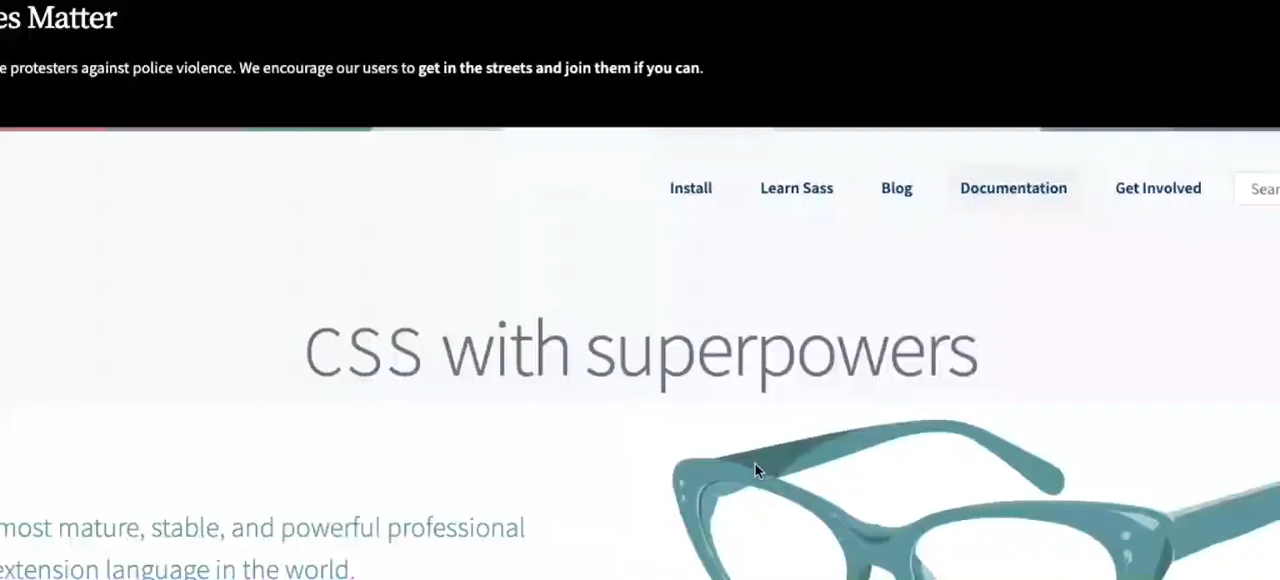 es Matter
e protesters against police violence. We encourage our users to get in the streets and join them if you can.
Install Learn Sass Blog Documentation Get Involved Sear
CSS with superpowers
most mature, stable, and powerful professional
extension language in the world.